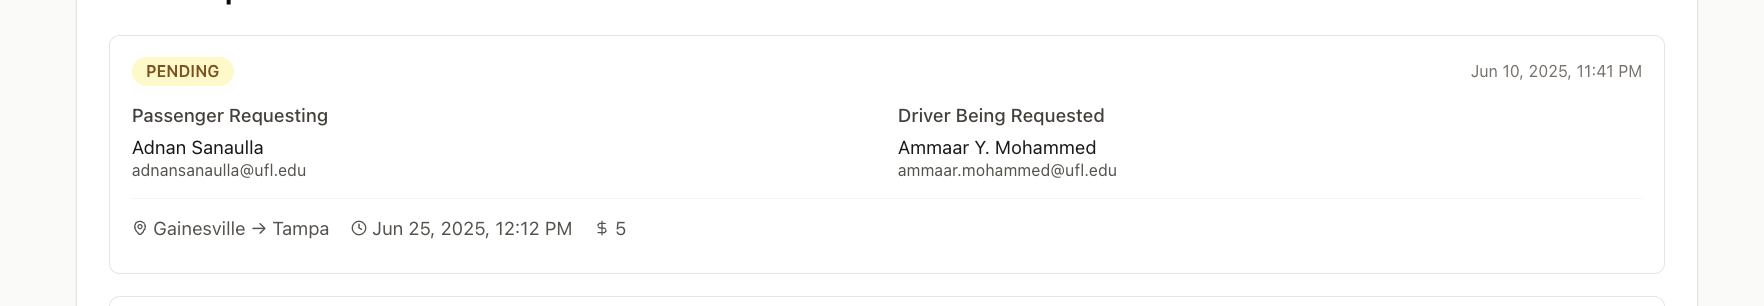 PENDING
Jun 10, 2025, 11:41 PM
Passenger Requesting
Adnan Sanaulla
adnansanaulla@ufl.edu
Driver Being Requested
Ammaar Y. Mohammed
ammaar.mohammed@ufl.edu
Gainesville → Tampa
Jun 25, 2025, 12:12 PM
$ 5